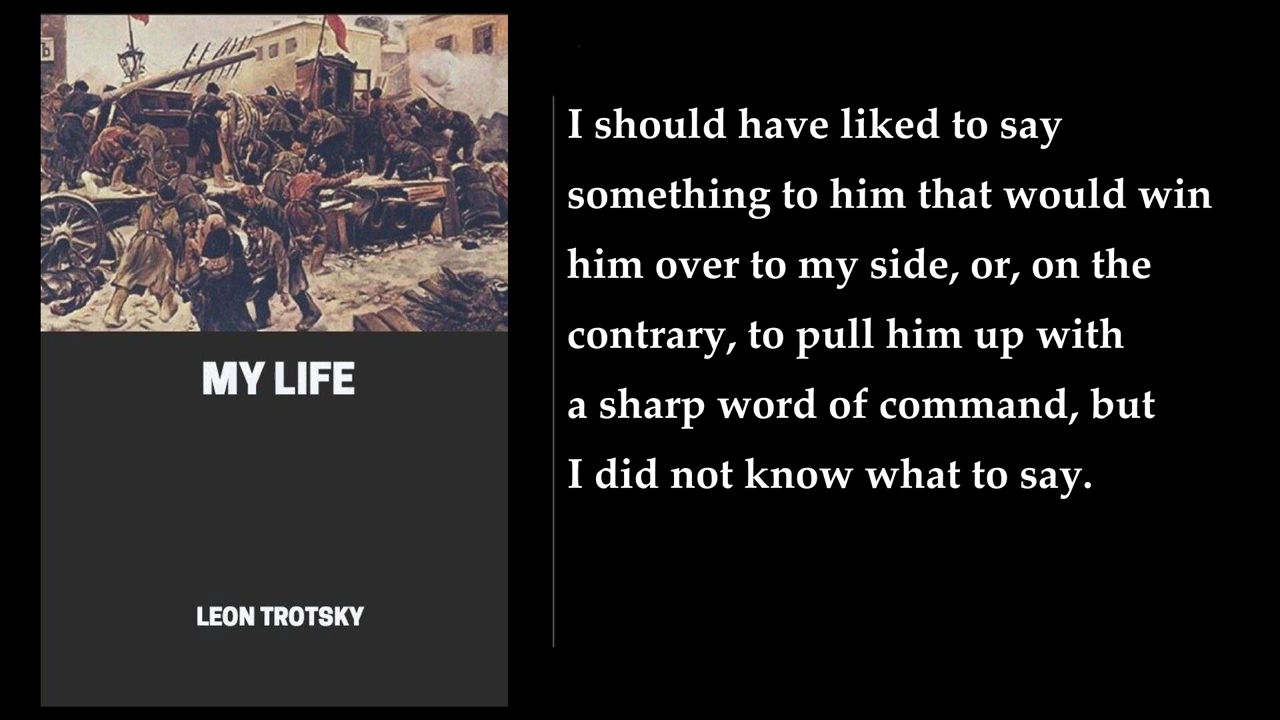 MY LIFE
LEON TROTSKY
I should have liked to say
something to him that would win
him over to my side, or, on the
contrary, to pull him up with
a sharp word of command, but
I did not know what to say.